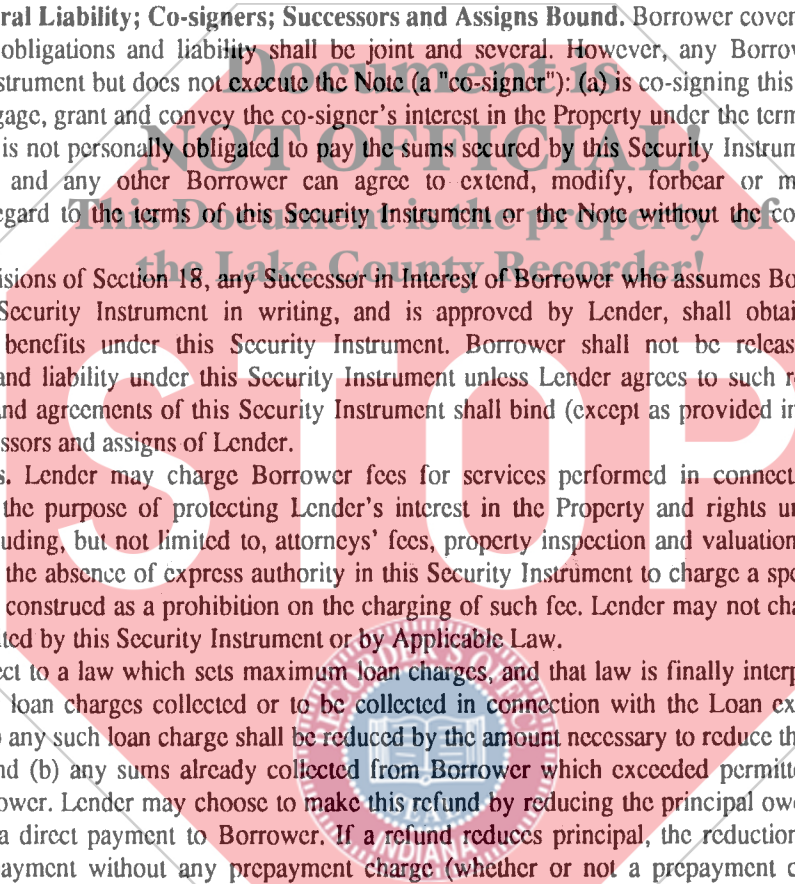 ral Liability; Co-signers; Successors and Assigns Bound. Borrower cover
obligations and liability shall be joint and several. However, any Borrow
strument but does not execute the Note (a "co-signer"): (a) is co-signing this
gage, grant and convey the co-signer's interest in the Property under the term
is not personally obligated to pay the sums secured by this Security Instrum
and any other Borrower can agree to extend, modify, forbear or m
egard to the terms of this Security Instrument or the Note without the co
Document is
NOT OFFICIAL!
This Document is the property of
the Lake County Recorder!
isions of Section 18, any Successor in Interest of Borrower who assumes Bo
Security Instrument in writing, and is approved by Lender, shall obtai
benefits under this Security Instrument. Borrower shall not be releas
and liability under this Security Instrument unless Lender agrees to such r
and agreements of this Security Instrument shall bind (except as provided in
ssors and assigns of Lender.
STOP
s. Lender may charge Borrower fees for services performed in connect
the purpose of protecting Lender's interest in the Property and rights u
uding, but not limited to, attorneys' fees, property inspection and valuation
the absence of express authority in this Security Instrument to charge a spe
construed as a prohibition on the charging of such fee. Lender may not cha
ted by this Security Instrument or by Applicable Law.
ect to a law which sets maximum loan charges, and that law is finally interp
loan charges collected or to be collected in connection with the Loan ex
any such loan charge shall be reduced by the amount necessary to reduce th
nd (b) any sums already collected from Borrower which exceeded permitt
ower. Lender may choose to make this refund by reducing the principal ow
a direct payment to Borrower. If a refund reduces principal, the reduction
ayment without any prepayment charge (whether or not a prepayment c
RECORDER'S OFFICE
INDIANA